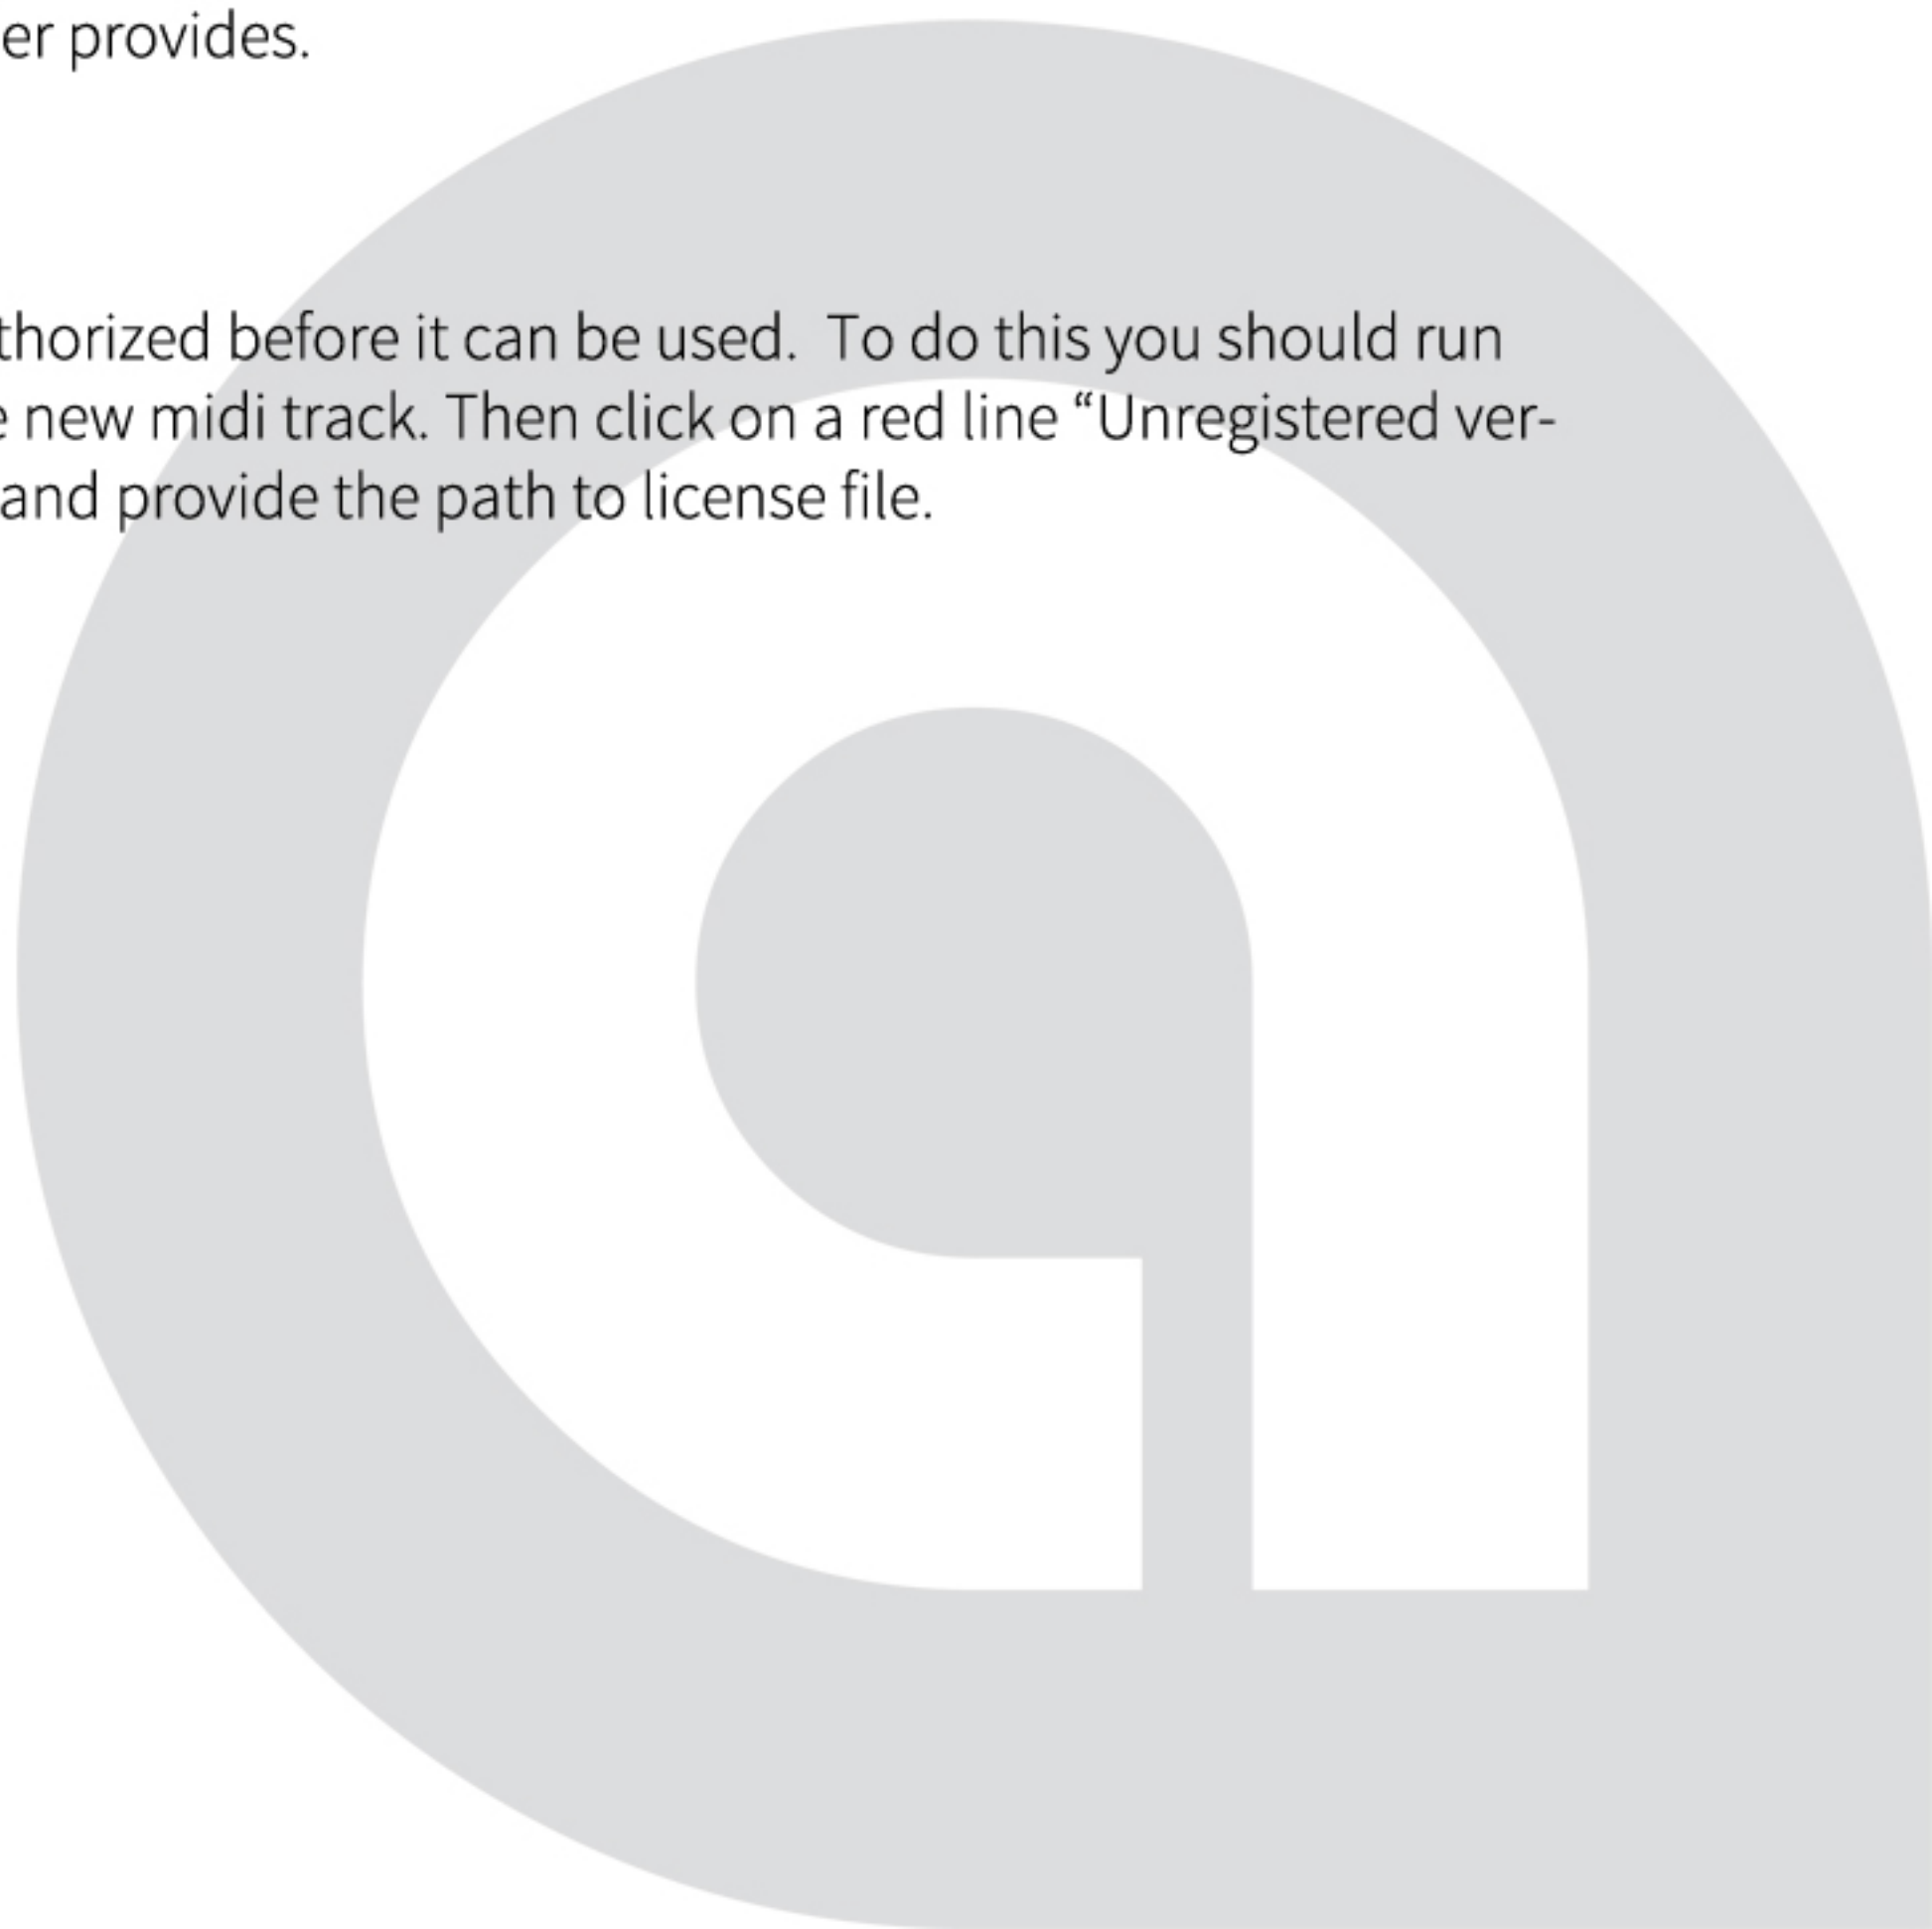 er provides.
thorized before it can be used.  To do this you should run
e new midi track. Then click on a red line “Unregistered ver-
and provide the path to license file.